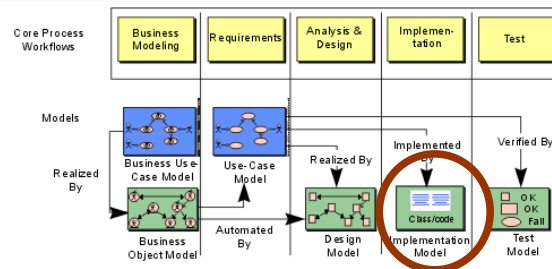 Core Process
Workflows
Business
Modeling
Requirements
Analysis &
Design
Implemen-
tation
Test
Models
Business Use-
Case Model
Use-Case
Model
Realized By
Implemented
By
Verified By
Realized
By
Business
Object Model
Automated
By
Design
Model
Class/code
Implementation
Model
OK
OK
Fail
Test
Model